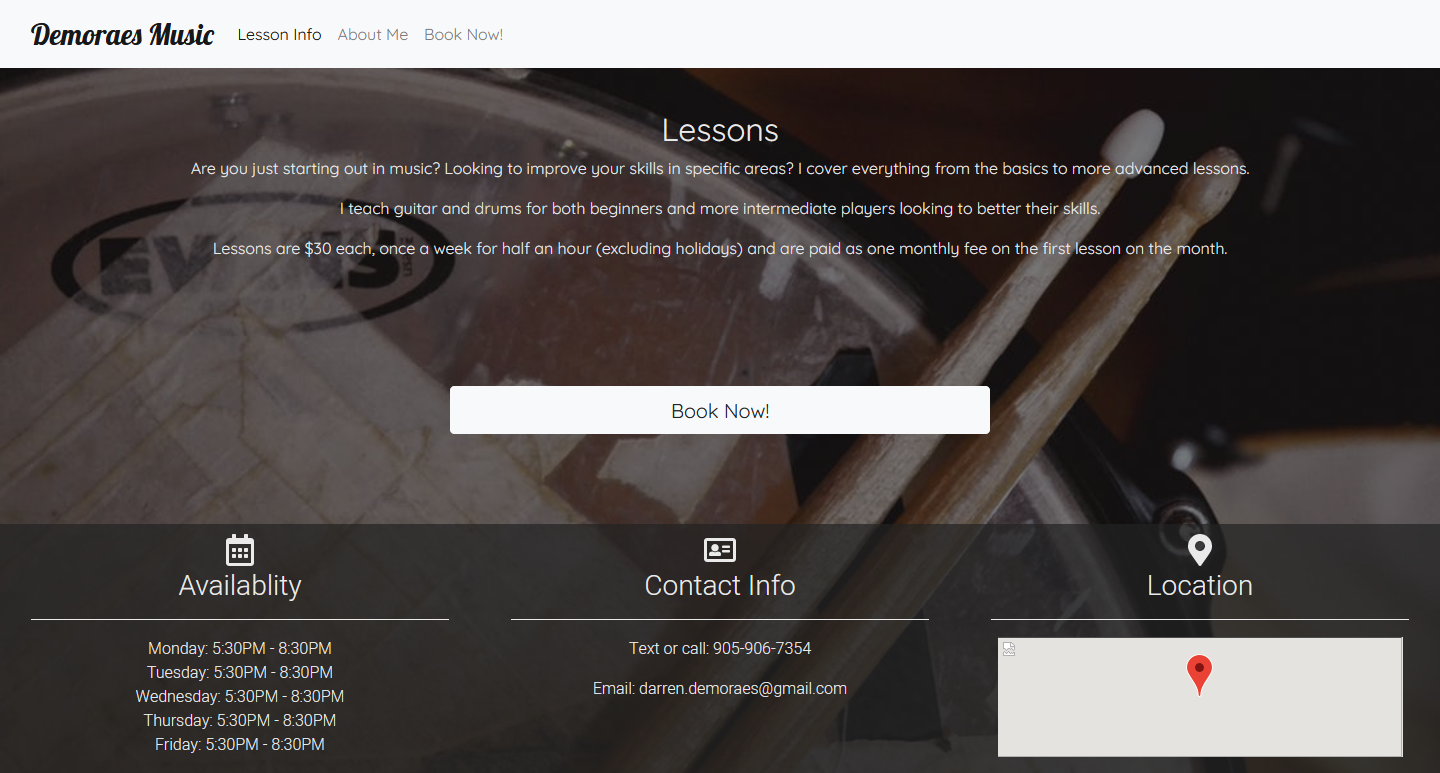 Demoraes Music Lesson Info About Me Book Now!
Lessons
Are you just starting out in music? Looking to improve your skills in specific areas? I cover everything from the basics to more advanced lessons.
I teach guitar and drums for both beginners and more intermediate players looking to better their skills.
Lessons are $30 each, once a week for half an hour (excluding holidays) and are paid as one monthly fee on the first lesson on the month.
EVANS
Book Now!
Availablity
Monday: 5:30PM - 8:30PM
Tuesday: 5:30PM - 8:30PM
Wednesday: 5:30PM - 8:30PM
Thursday: 5:30PM - 8:30PM
Friday: 5:30PM - 8:30PM
Contact Info
Text or call: 905-906-7354
Email: darren.demoraes@gmail.com
Location